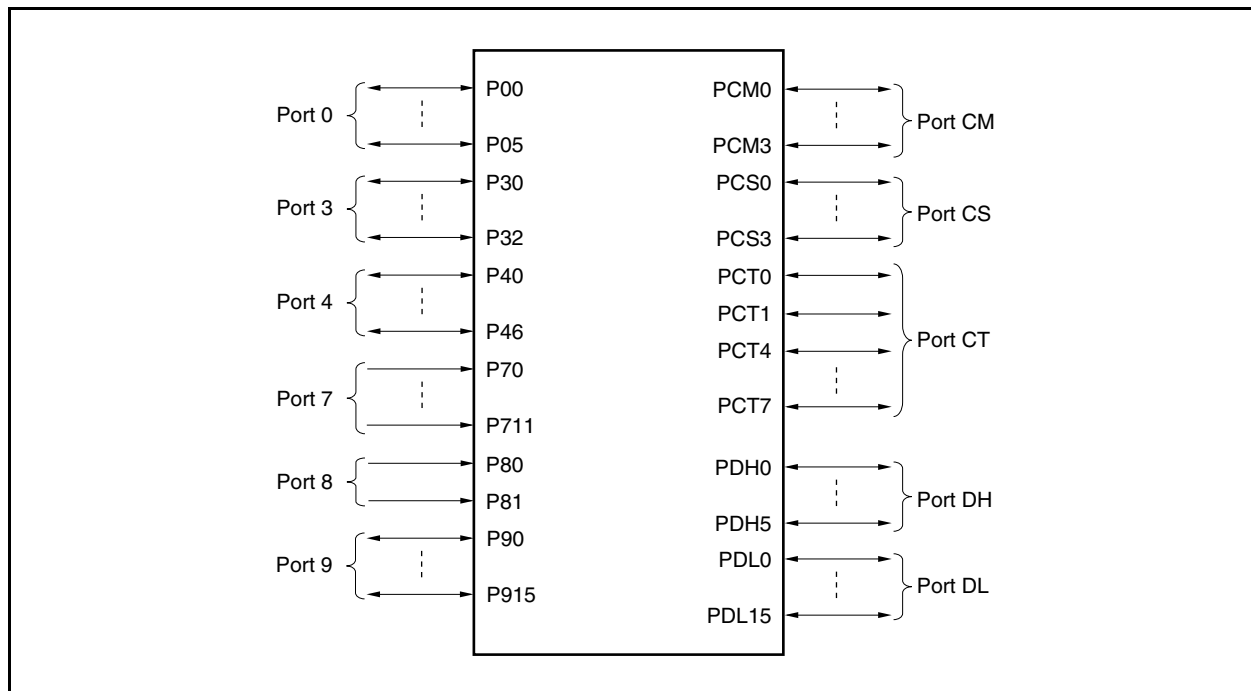 Port 0
P00
P05
Port 3
P30
P32
Port 4
P40
P46
Port 7
P70
P711
Port 8
P80
P81
Port 9
P90
P915
PCM0
PCM3
Port CM
PCS0
PCS3
Port CS
PCT0
PCT1
PCT4
PCT7
Port CT
PDH0
PDH5
Port DH
PDL0
PDL15
Port DL